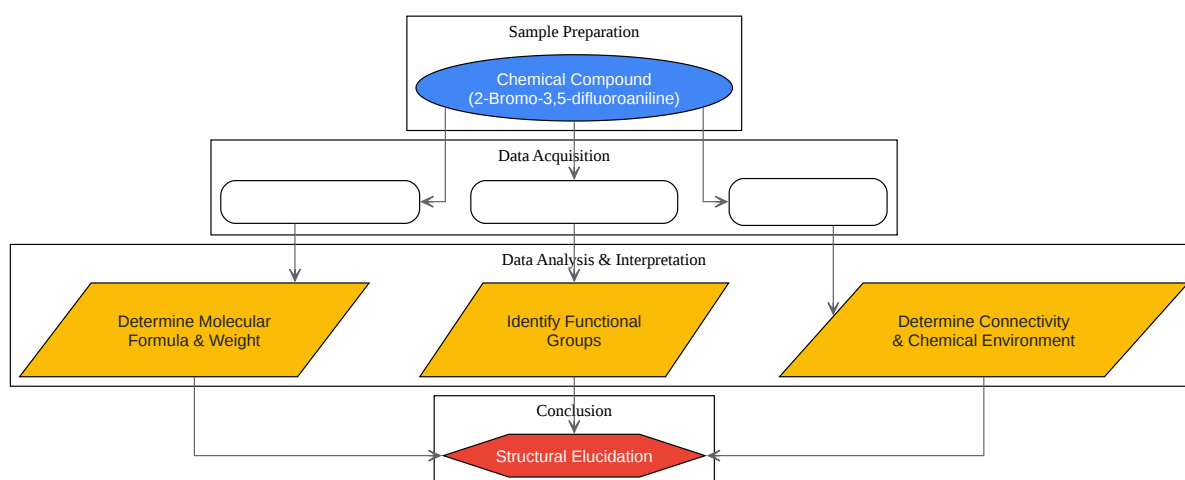 Sample Preparation
Chemical Compound
(2-Bromo-3,5-difluoroaniline)
Data Acquisition
Data Analysis & Interpretation
Determine Molecular
Formula & Weight
Identify Functional
Groups
Determine Connectivity
& Chemical Environment
Conclusion
Structural Elucidation